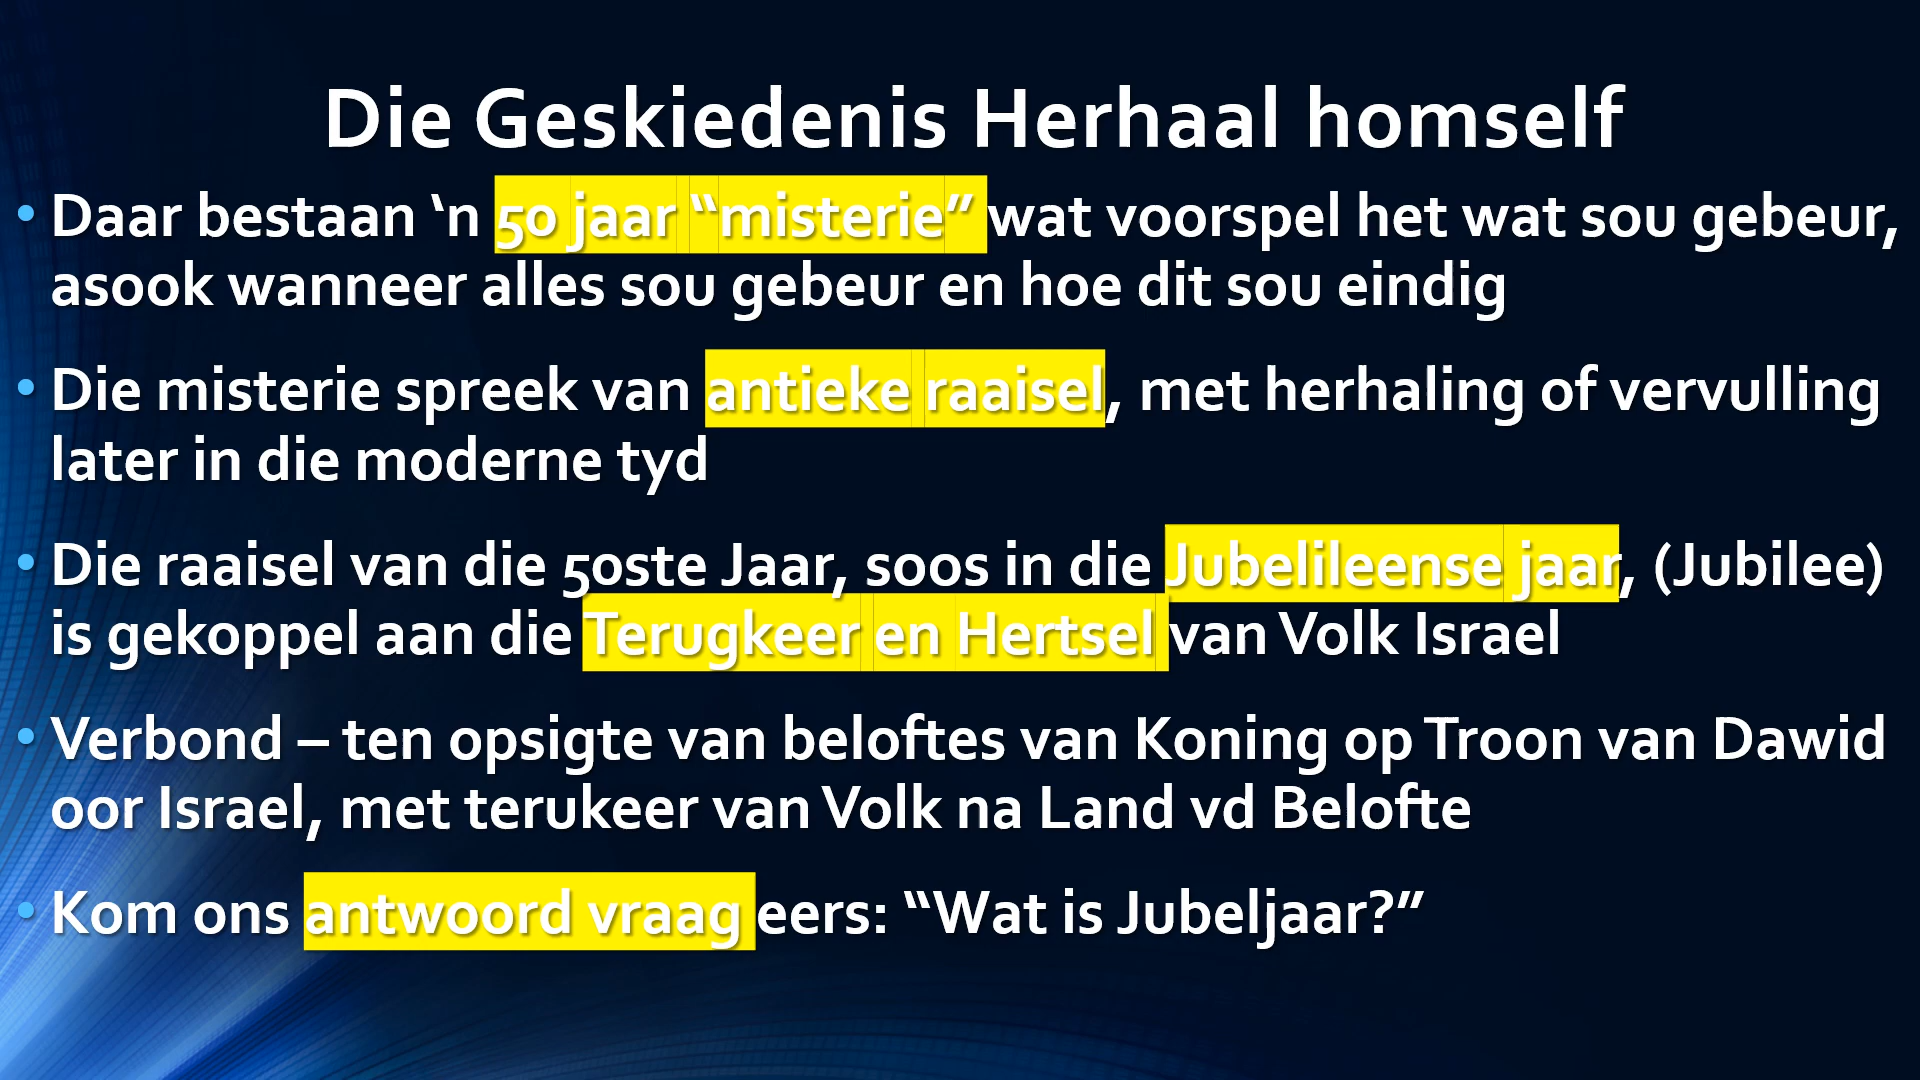 Die Geskiedenis Herhaal homself
• Daar bestaan ‘n 50 jaar “misterie” wat voorspel het wat sou gebeur,
asook wanneer alles sou gebeur en hoe dit sou eindig
• Die misterie spreek van antieke raaisel, met herhaling of vervulling
later in die moderne tyd
• Die raaisel van die 50ste Jaar, soos in die Jubelileense jaar, (Jubilee)
is gekoppel aan die Terugkeer en Hertsel van Volk Israel
• Verbond – ten opsigte van beloftes van Koning op Troon van Dawid
oor Israel, met terukeer van Volk na Land vd Belofte
• Kom ons antwoord vraag eers: “Wat is Jubeljaar?”